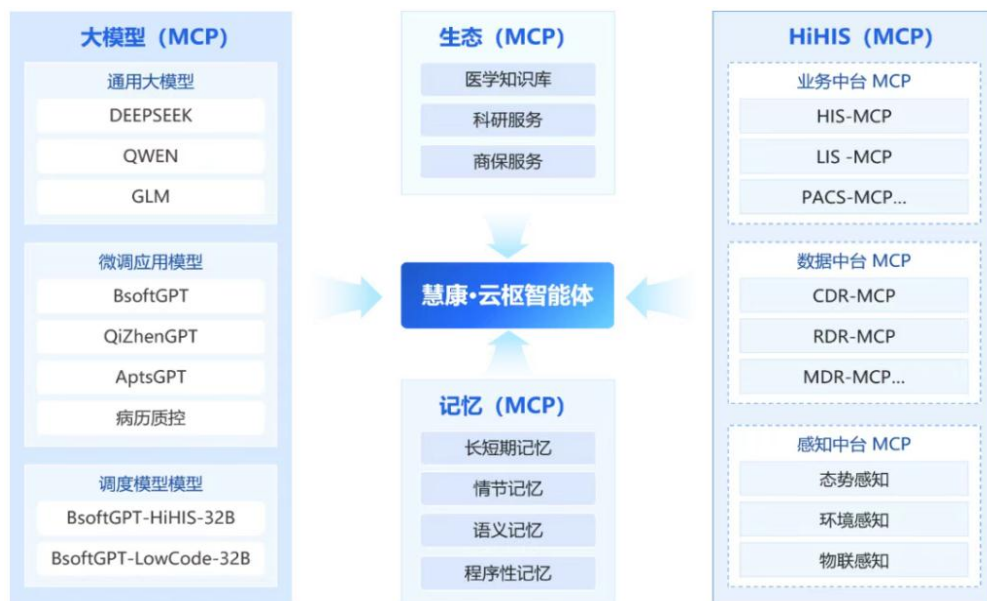 大模型（MCP）
通用大模型
DEEPSEEK
QWEN
GLM
微调应用模型
BsoftGPT
QiZhenGPT
AptsGPT
病历质控
调度模型模型
BsoftGPT-HiHIS-32B
BsoftGPT-LowCode-32B
生态（MCP）
医学知识库
科研服务
商保服务
慧康·云枢智能体
记忆（MCP）
长短期记忆
情节记忆
语义记忆
程序性记忆
HiHIS（MCP）
业务中台 MCP
HIS-MCP
LIS -MCP
PACS-MCP...
数据中台 MCP
CDR-MCP
RDR-MCP
MDR-MCP...
感知中台 MCP
态势感知
环境感知
物联感知